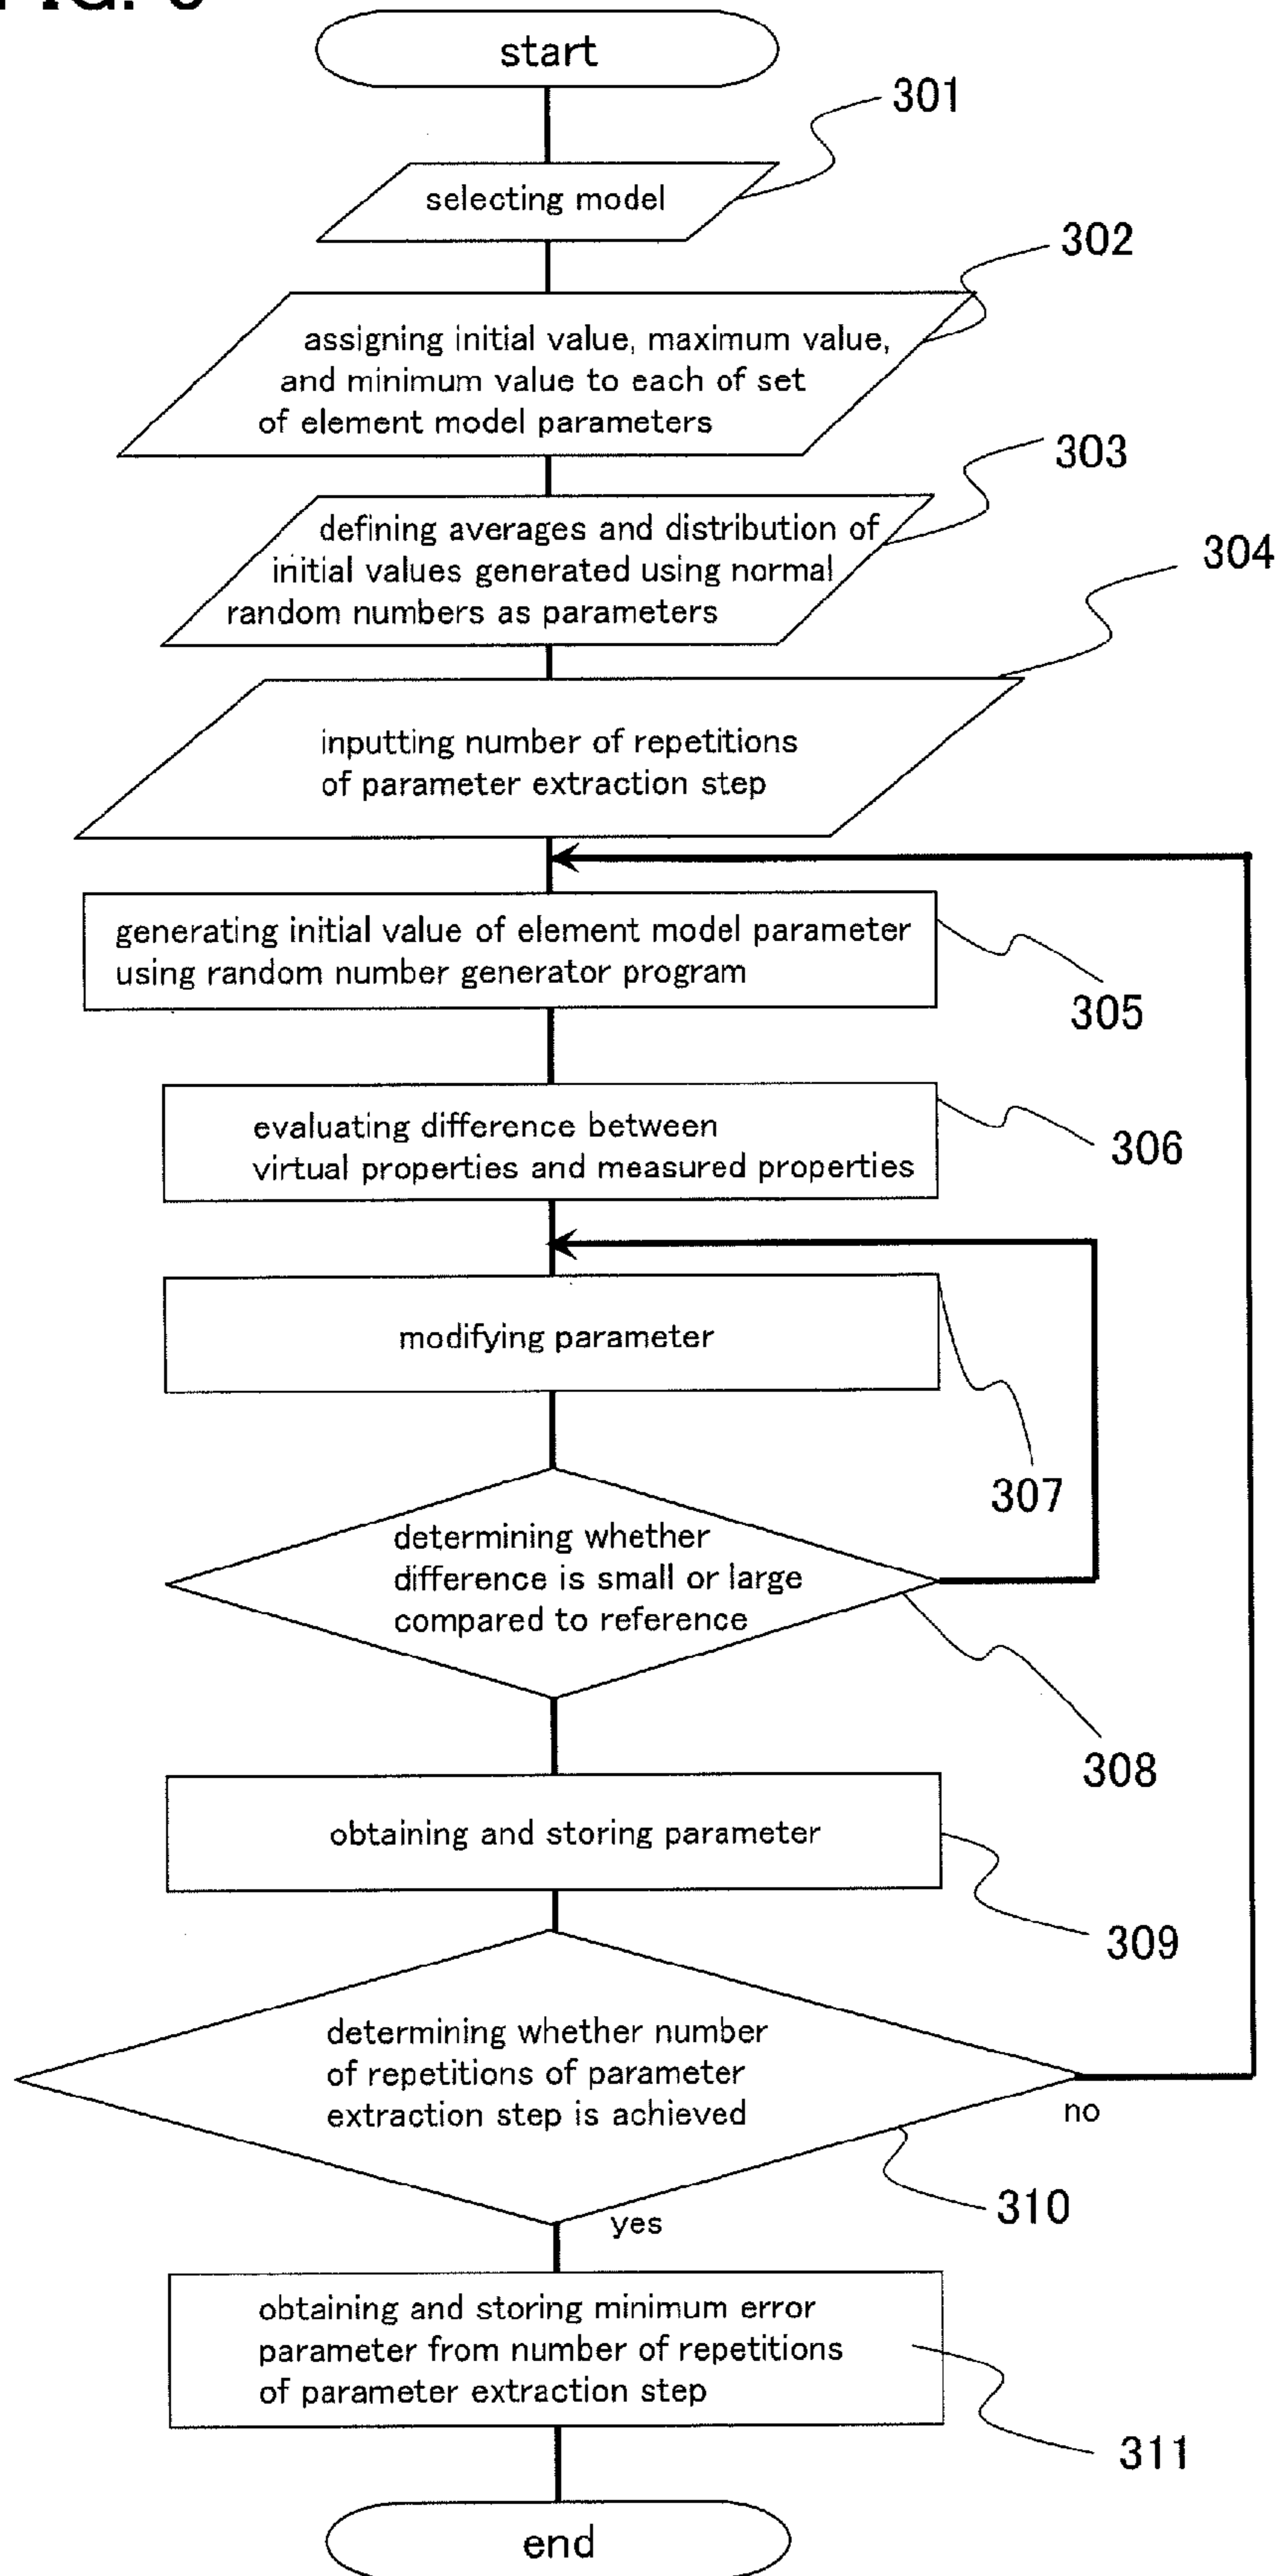 start
301
selecting model
302
assigning initial value, maximum value,
and minimum value to each of set
of element model parameters
303
defining averages and distribution of
initial values generated using normal
random numbers as parameters
304
inputting number of repetitions
of parameter extraction step
generating initial value of element model parameter
using random number generator program
305
evaluating difference between
virtual properties and measured properties
306
modifying parameter
307
determining whether
difference is small or large
compared to reference
308
obtaining and storing parameter
309
determining whether number
of repetitions of parameter
extraction step is achieved
no
310
yes
obtaining and storing minimum error
parameter from number of repetitions
of parameter extraction step
311
end